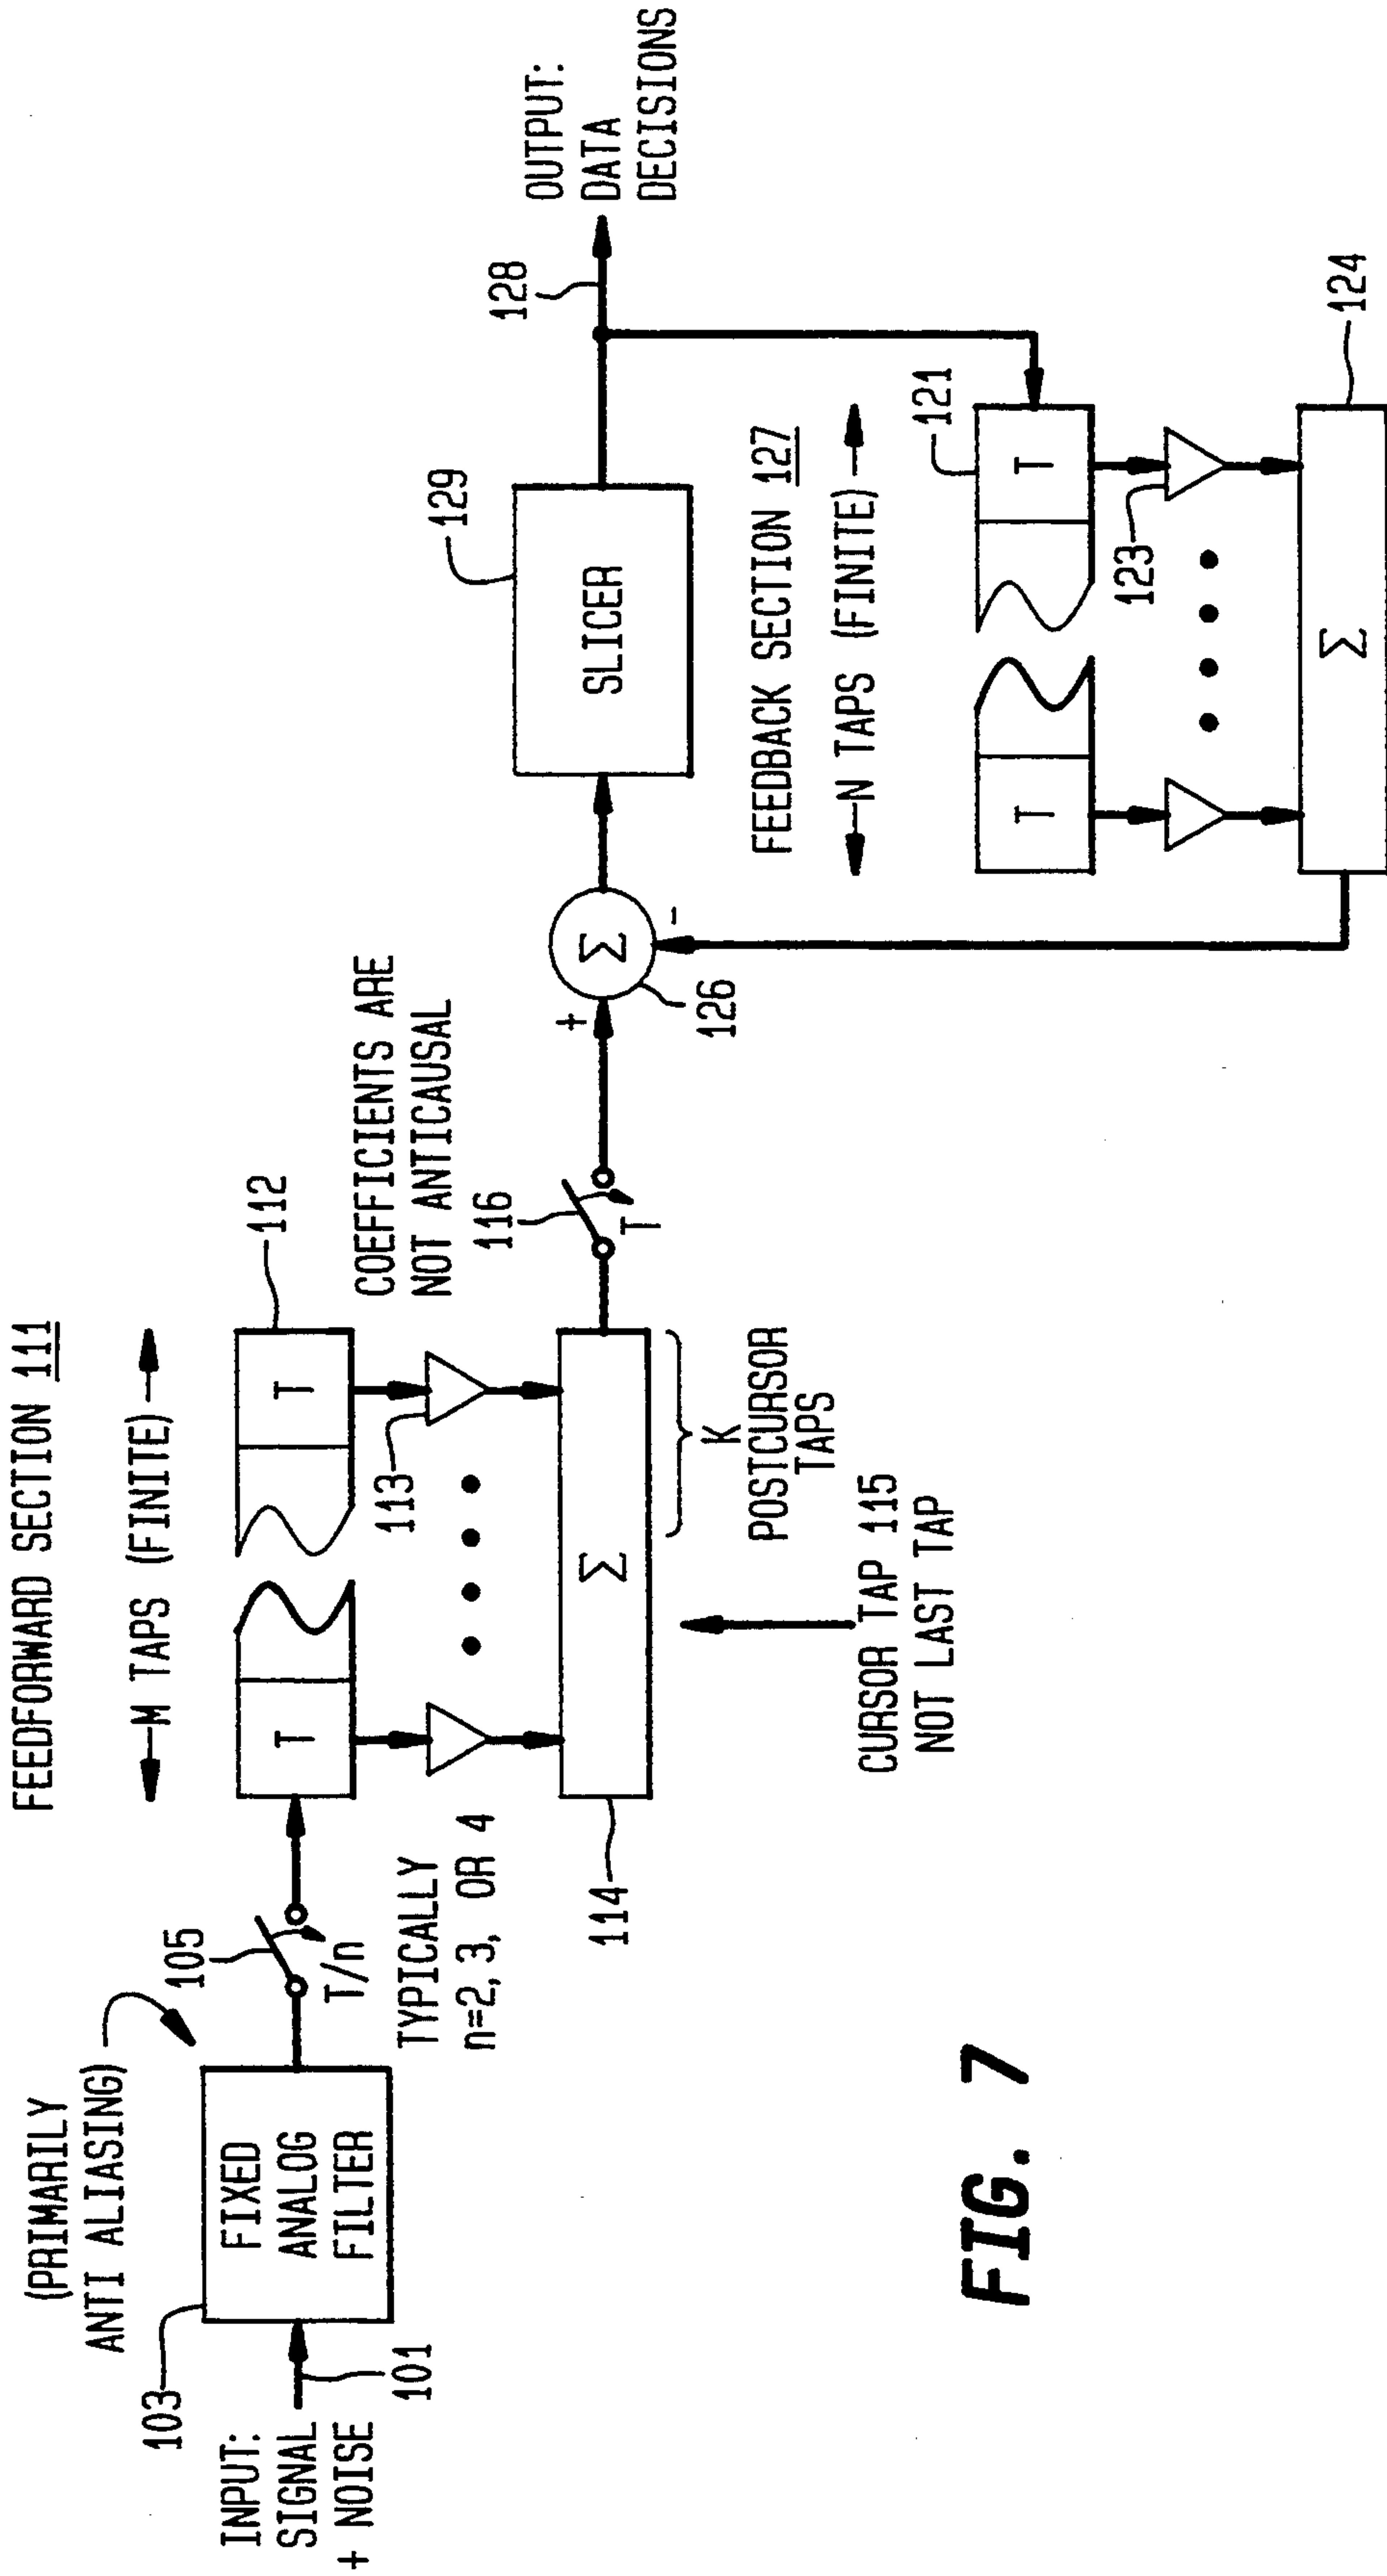 FEEDFORWARD SECTION 111
M TAPS (FINITE)
(PRIMARILY
ANTI ALIASING)
103
FIXED
ANALOG
FILTER
INPUT:
SIGNAL
+ NOISE
101
105
T/n
TYPICALLY
n=2, 3, OR 4
T
T
112
113
Σ
114
K
POSTCURSOR
TAPS
CURSOR TAP 115
NOT LAST TAP
COEFFICIENTS ARE
NOT ANTICAUSAL
116
T
+
Σ
-
126
SLICER
129
128
OUTPUT:
DATA
DECISIONS
FEEDBACK SECTION 127
N TAPS (FINITE)
T
T
121
123
Σ
124
FIG. 7